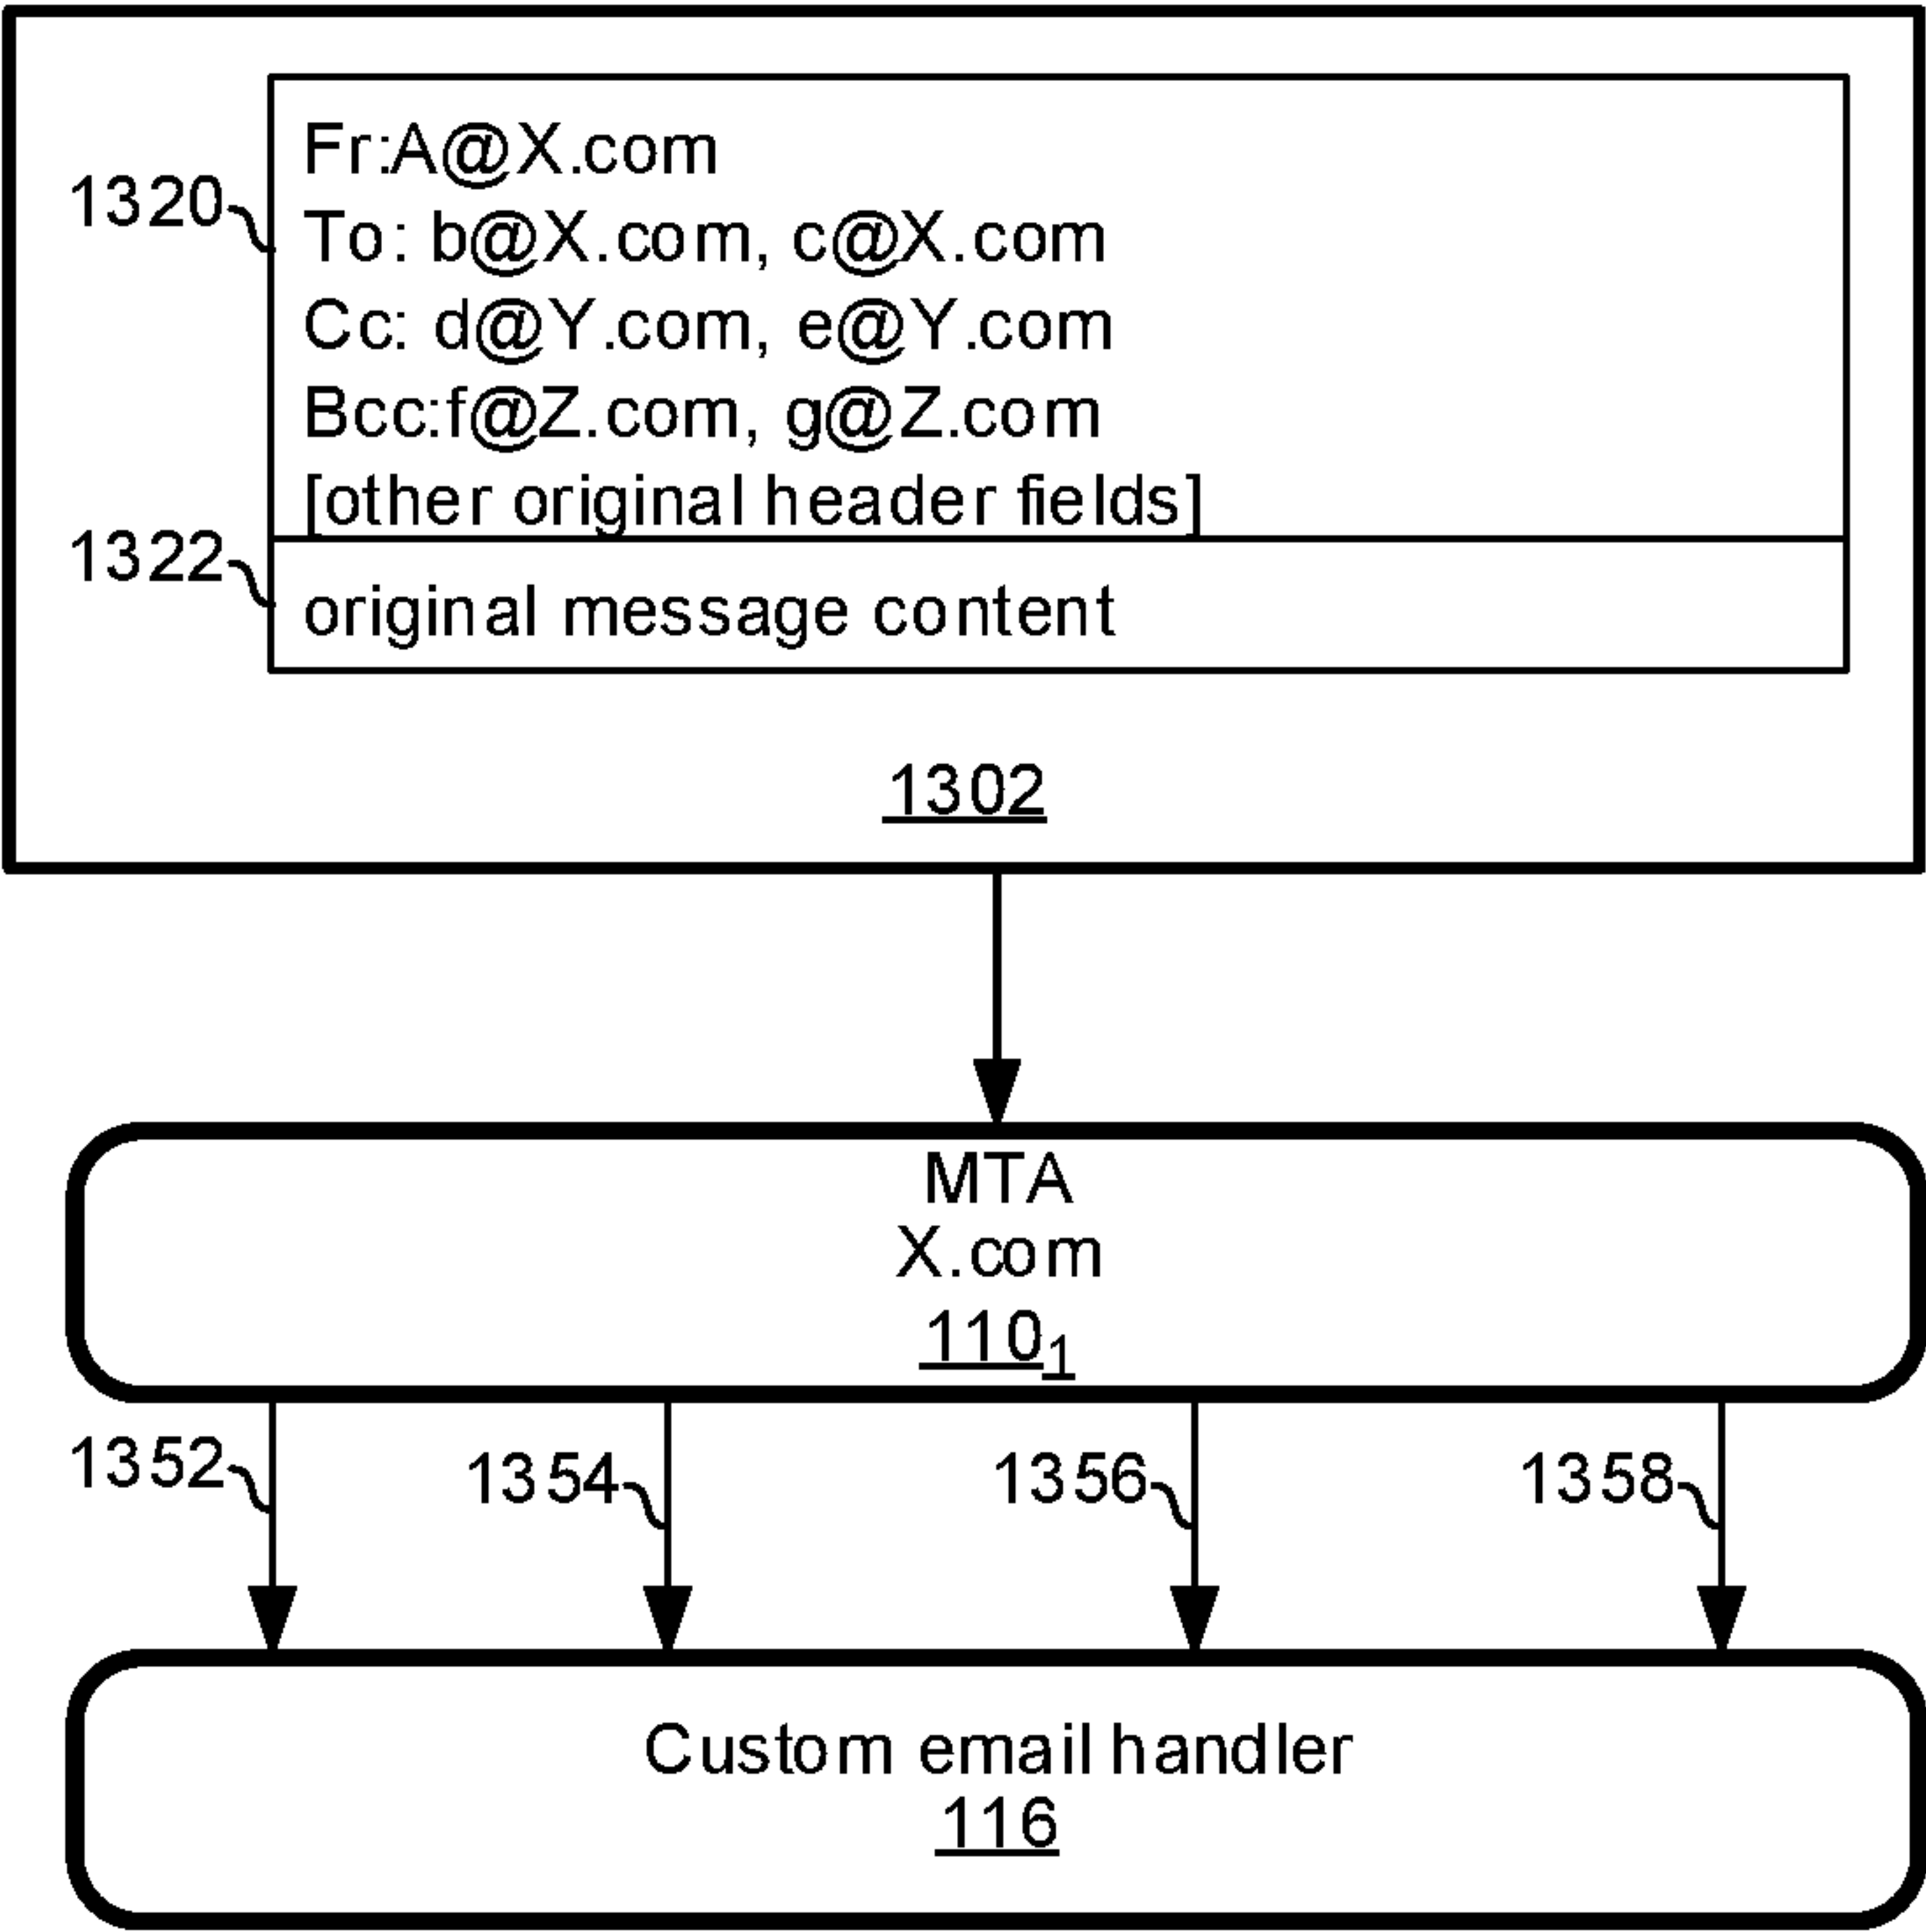 Fr:A@X.com
1320
To: b@X.com, c@X.com
Cc: d@Y.com, e@Y.com
Bcc:f@Z.com, g@Z.com
[other original header fields]
1322
original message content
1302
MTA
X.com
110₁
1352
1354
1356
1358
Custom email handler
116